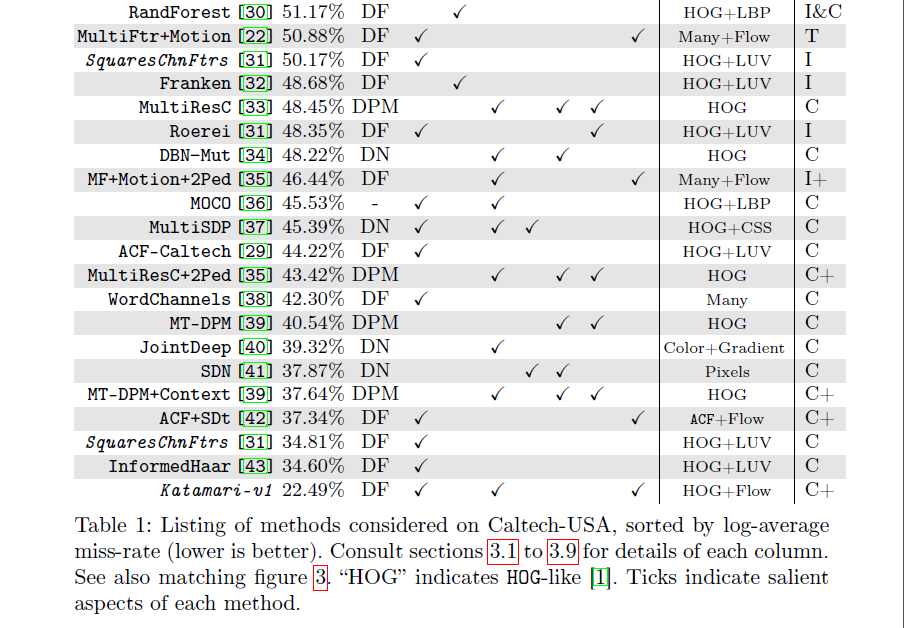 RandForest [30] 51.17% DF ✓ HOG+LBP I&C
MultiFtr+Motion [22] 50.88% DF ✓ ✓ Many+Flow T
SquaresChnFtrs [31] 50.17% DF ✓ HOG+LUV I
Franken [32] 48.68% DF ✓ HOG+LUV I
MultiResC [33] 48.45% DPM ✓ ✓ ✓ HOG C
Roerei [31] 48.35% DF ✓ ✓ HOG+LUV I
DBN-Mut [34] 48.22% DN ✓ ✓ HOG C
MF+Motion+2Ped [35] 46.44% DF ✓ ✓ Many+Flow I+
MOCO [36] 45.53% - ✓ ✓ HOG+LBP C
MultiSDP [37] 45.39% DN ✓ ✓ ✓ HOG+CSS C
ACF-Caltech [29] 44.22% DF ✓ HOG+LUV C
MultiResC+2Ped [35] 43.42% DPM ✓ ✓ ✓ HOG C+
WordChannels [38] 42.30% DF ✓ Many C
MT-DPM [39] 40.54% DPM ✓ ✓ HOG C
JointDeep [40] 39.32% DN ✓ Color+Gradient C
SDN [41] 37.87% DN ✓ ✓ Pixels C
MT-DPM+Context [39] 37.64% DPM ✓ ✓ ✓ HOG C+
ACF+SDt [42] 37.34% DF ✓ ✓ ACF+Flow C+
SquaresChnFtrs [31] 34.81% DF ✓ HOG+LUV C
InformedHaar [43] 34.60% DF ✓ HOG+LUV C
Katamari-v1 22.49% DF ✓ ✓ ✓ HOG+Flow C+
Table 1: Listing of methods considered on Caltech-USA, sorted by log-average
miss-rate (lower is better). Consult sections 3.1 to 3.9 for details of each column.
See also matching figure 3. “HOG” indicates HOG-like [1]. Ticks indicate salient
aspects of each method.